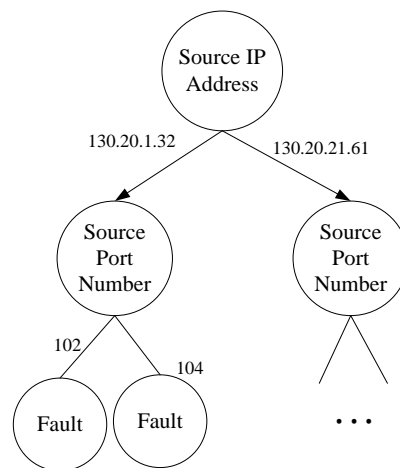 Source IP
Address
130.20.1.32
130.20.21.61
Source
Port
Number
Source
Port
Number
102
104
Fault
Fault
...